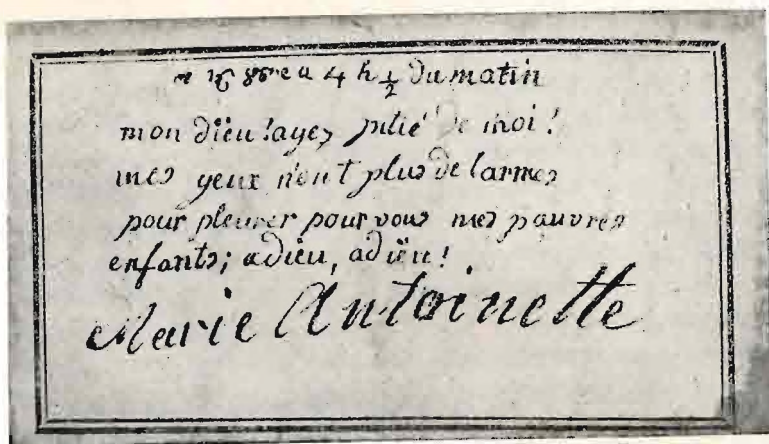 ce 16 8bre a 4 h ½ du matin
mon dieu! ayez pitié de moi!
mes yeux n'ont plus de larmes
pour pleurer pour vous mes pauvres
enfants; adieu, adieu!
Marie Antoinette